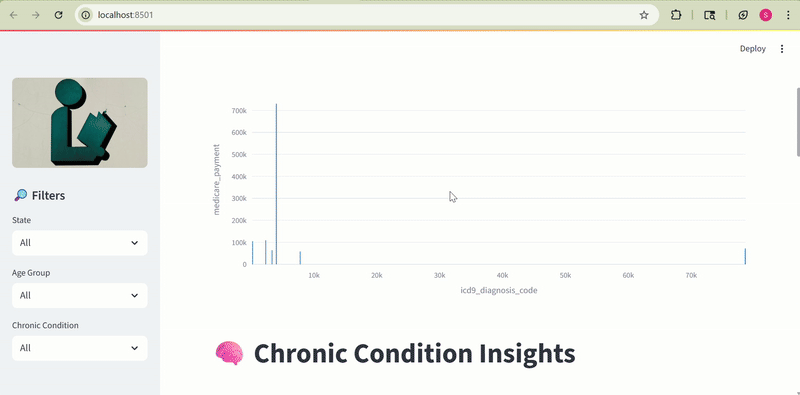 localhost:8501
S
Deploy
Filters
State
All
Age Group
All
Chronic Condition
All
medicare_payment
700k
600k
500k
400k
300k
200k
100k
0
10k 20k 30k 40k 50k 60k 70k
icd9_diagnosis_code
Chronic Condition Insights